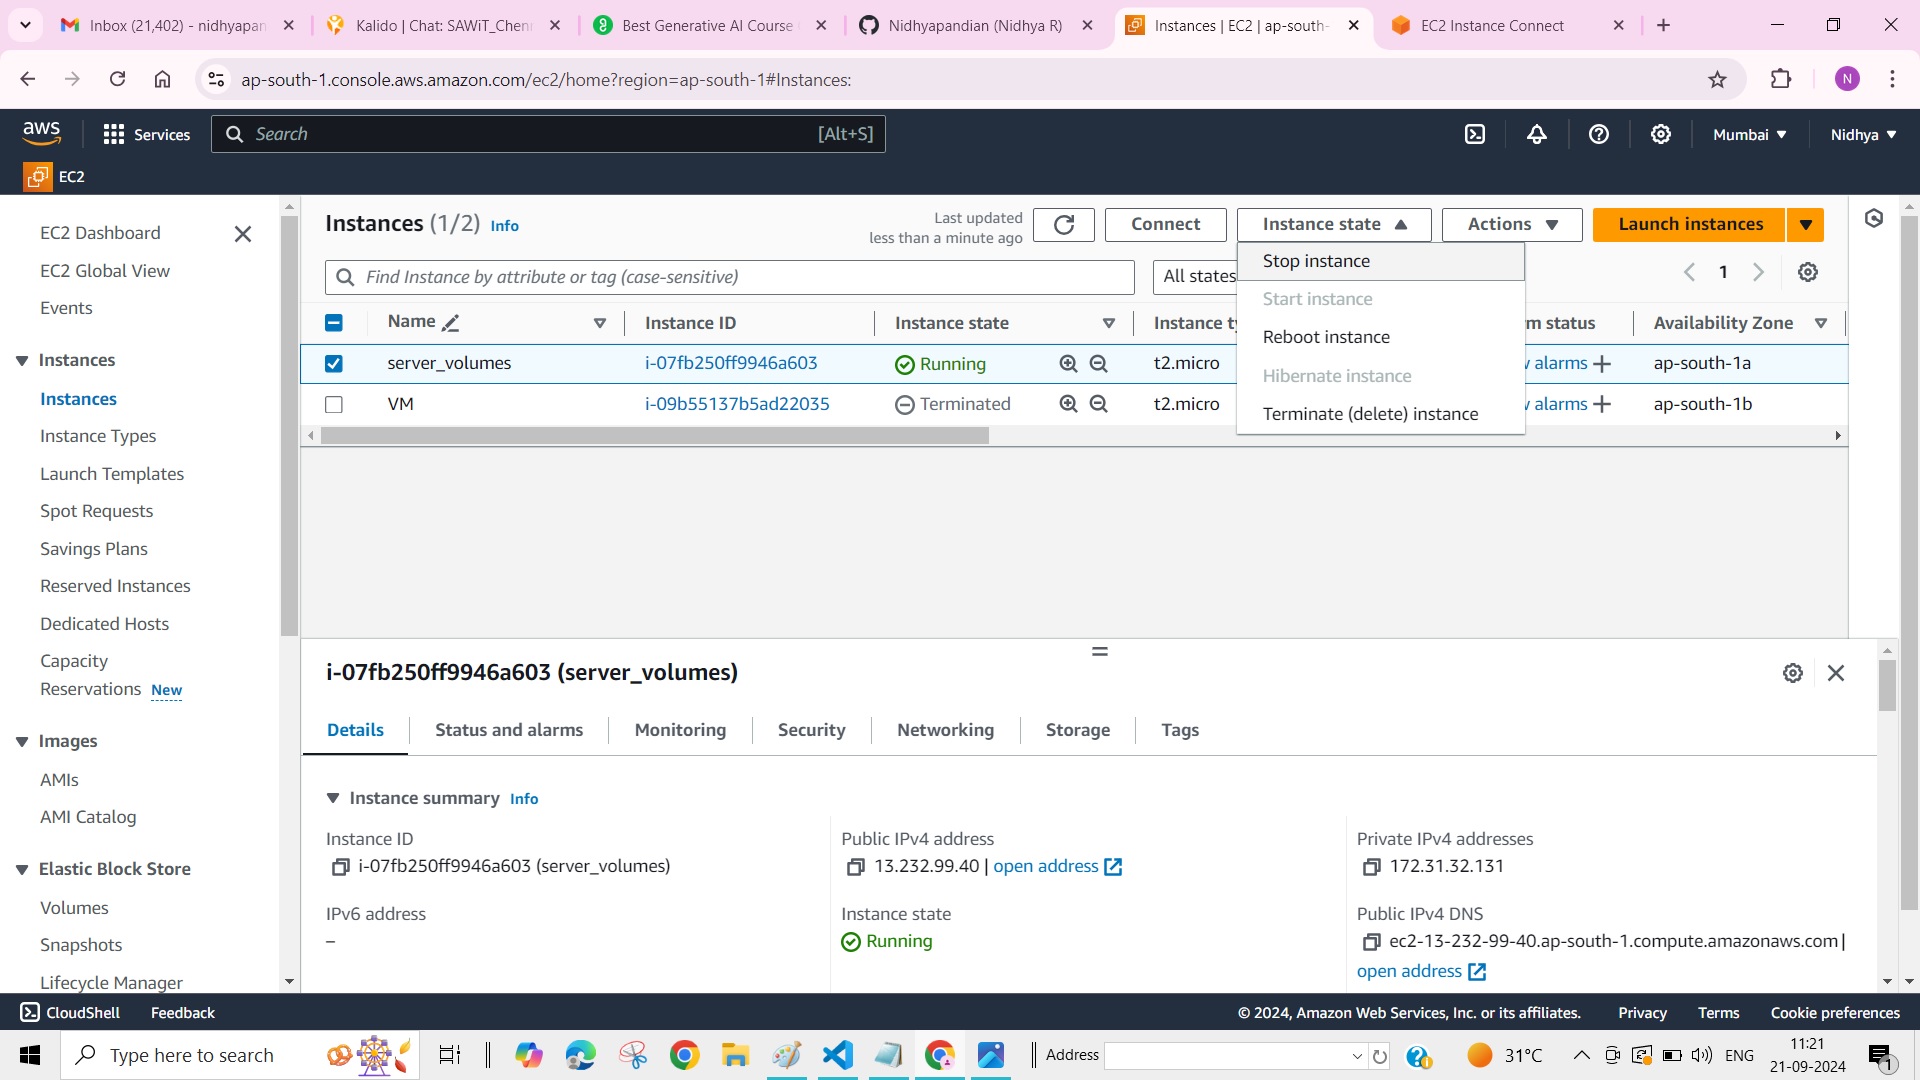 Inbox (21,402) - nidhyapan
Kalido | Chat: SAWiT_Chenn
Best Generative AI Course
Nidhyapandian (Nidhya R)
Instances | EC2 | ap-south-
EC2 Instance Connect
ap-south-1.console.aws.amazon.com/ec2/home?region=ap-south-1#Instances:
N
aws
Services
Search
[Alt+S]
Mumbai
Nidhya
EC2
EC2 Dashboard
EC2 Global View
Events
Instances
Instances
Instance Types
Launch Templates
Spot Requests
Savings Plans
Reserved Instances
Dedicated Hosts
Capacity
Reservations New
Images
AMIs
AMI Catalog
Elastic Block Store
Volumes
Snapshots
Lifecycle Manager
Instances (1/2) Info
Last updated
less than a minute ago
Connect
Instance state
Actions
Launch instances
Find Instance by attribute or tag (case-sensitive)
All states
1
Stop instance
Start instance
Reboot instance
Hibernate instance
Terminate (delete) instance
Name Instance ID Instance state Instance ty m status Availability Zone
server_volumes i-07fb250ff9946a603 Running t2.micro alarms + ap-south-1a
VM i-09b55137b5ad22035 Terminated t2.micro alarms + ap-south-1b
i-07fb250ff9946a603 (server_volumes)
Details Status and alarms Monitoring Security Networking Storage Tags
Instance summary Info
Instance ID
i-07fb250ff9946a603 (server_volumes)
IPv6 address
–
Public IPv4 address
13.232.99.40 | open address
Instance state
Running
Private IPv4 addresses
172.31.32.131
Public IPv4 DNS
ec2-13-232-99-40.ap-south-1.compute.amazonaws.com |
open address
CloudShell Feedback
© 2024, Amazon Web Services, Inc. or its affiliates. Privacy Terms Cookie preferences
Type here to search
Address
31°C
ENG
11:21
21-09-2024
1